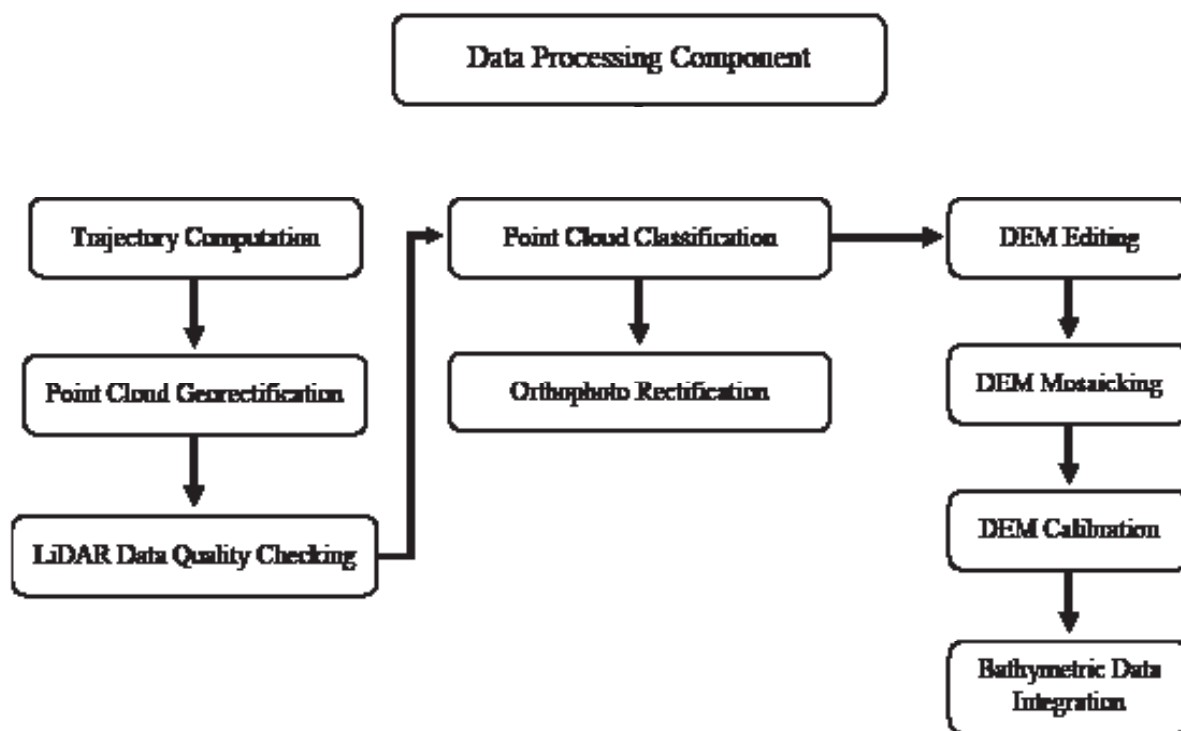 Data Processing Component
Trajectory Computation
Point Cloud Georectification
LiDAR Data Quality Checking
Point Cloud Classification
Orthophoto Rectification
DEM Editing
DEM Mosaicking
DEM Calibration
Bathymetric Data
Integration